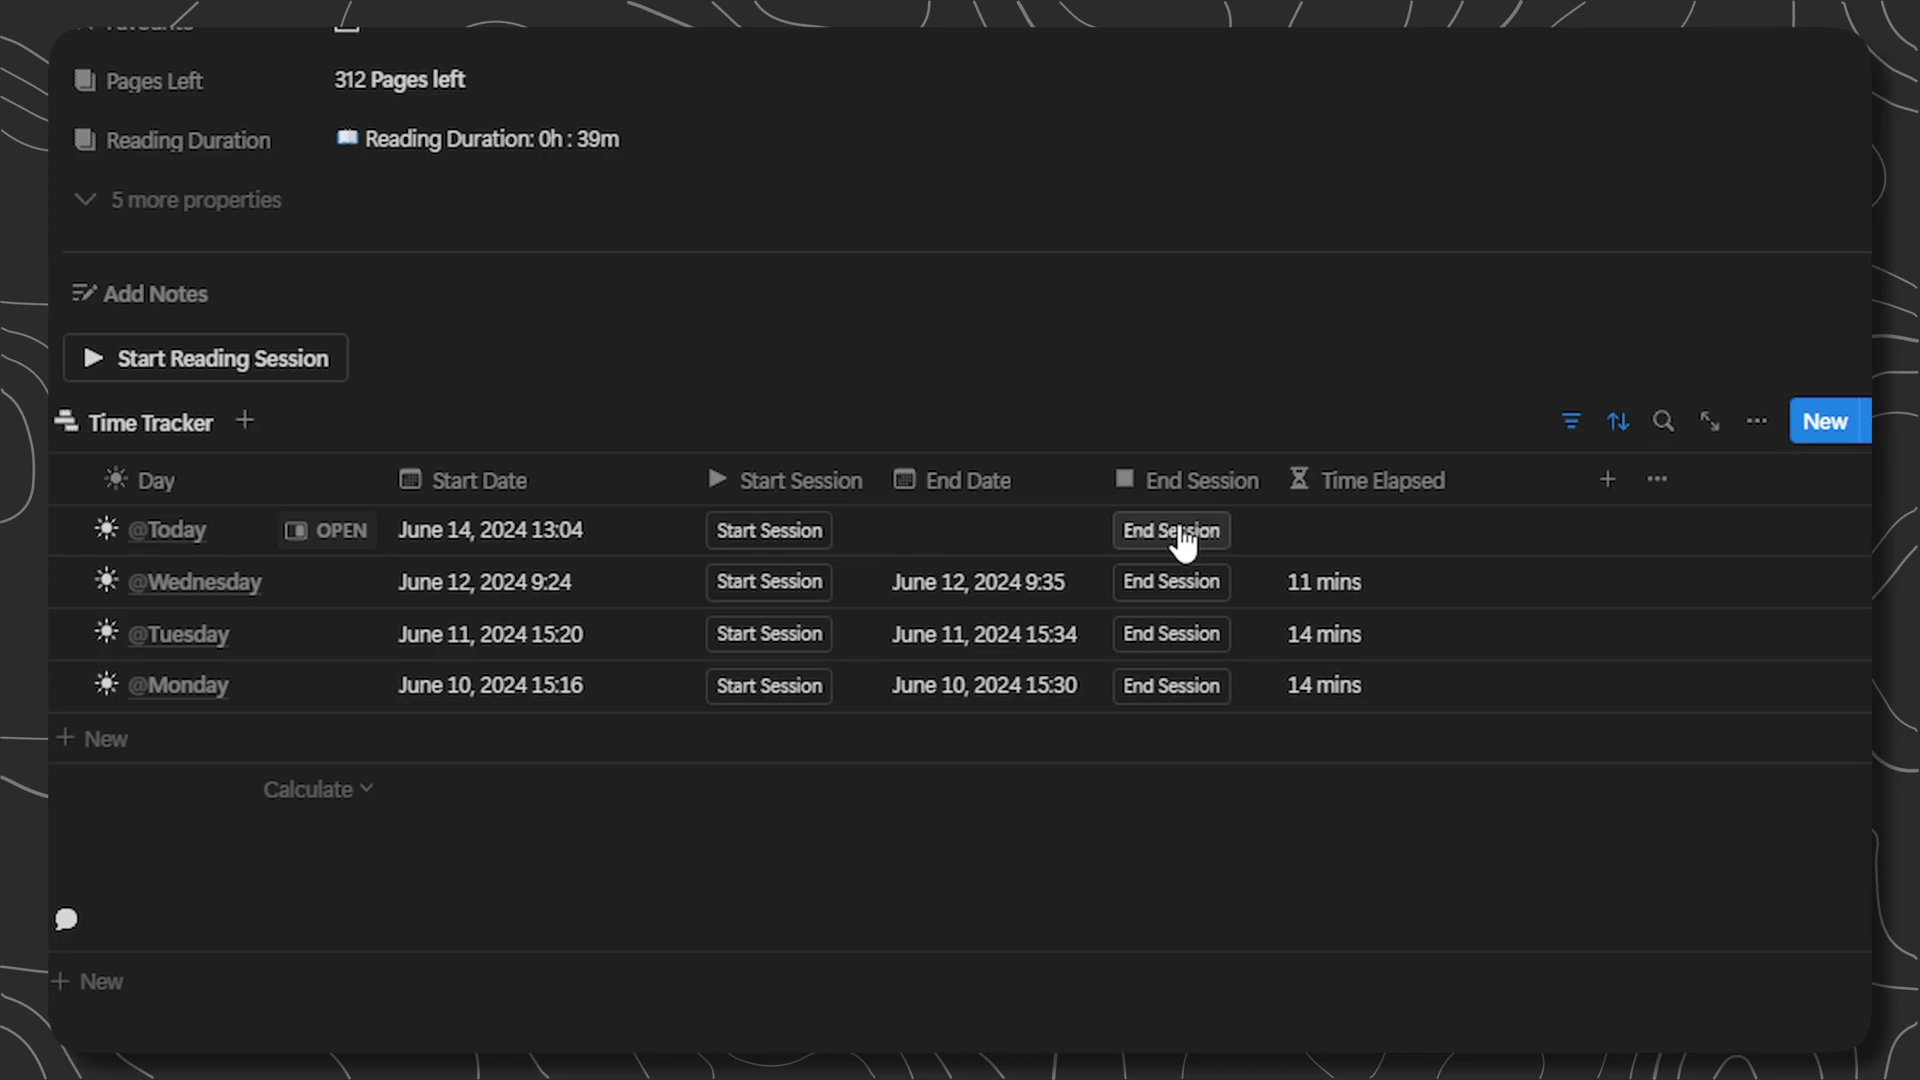 Pages Left 312 Pages left
Reading Duration Reading Duration: 0h : 39m
5 more properties
Add Notes
Start Reading Session
Time Tracker
New
Day Start Date Start Session End Date End Session Time Elapsed
@Today OPEN June 14, 2024 13:04 Start Session End Session
@Wednesday June 12, 2024 9:24 Start Session June 12, 2024 9:35 End Session 11 mins
@Tuesday June 11, 2024 15:20 Start Session June 11, 2024 15:34 End Session 14 mins
@Monday June 10, 2024 15:16 Start Session June 10, 2024 15:30 End Session 14 mins
+ New
Calculate
+ New